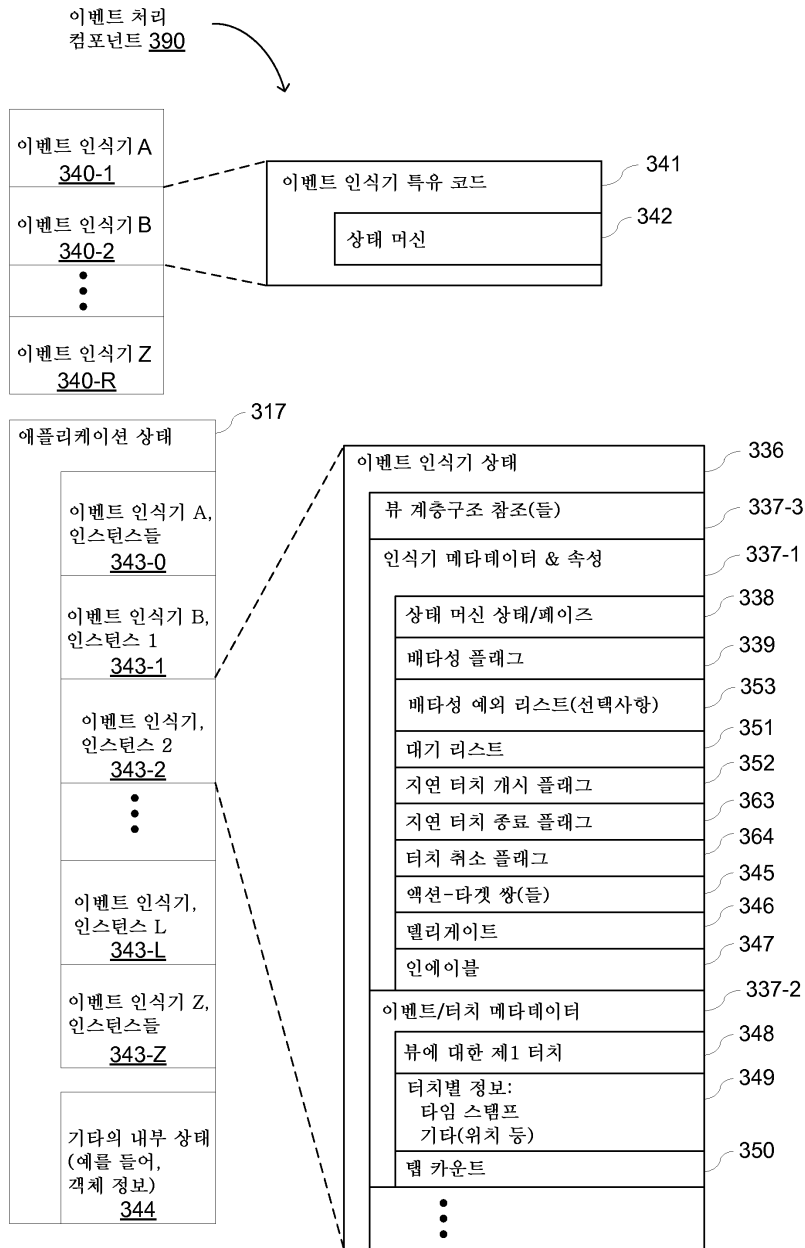 이벤트 처리
컴포넌트 390
이벤트 인식기 A
340-1
이벤트 인식기 B
340-2
이벤트 인식기 Z
340-R
이벤트 인식기 특유 코드
341
상태 머신
342
애플리케이션 상태
317
이벤트 인식기 A,
인스턴스들
343-0
이벤트 인식기 B,
인스턴스 1
343-1
이벤트 인식기,
인스턴스 2
343-2
이벤트 인식기,
인스턴스 L
343-L
이벤트 인식기 Z,
인스턴스들
343-Z
기타의 내부 상태
(예를 들어,
객체 정보)
344
이벤트 인식기 상태
336
뷰 계층구조 참조(들)
337-3
인식기 메타데이터 & 속성
337-1
상태 머신 상태/페이즈
338
배타성 플래그
339
배타성 예외 리스트(선택사항)
353
대기 리스트
351
지연 터치 개시 플래그
352
지연 터치 종료 플래그
363
터치 취소 플래그
364
액션-타겟 쌍(들)
345
델리게이트
346
인에이블
347
이벤트/터치 메타데이터
337-2
뷰에 대한 제1 터치
348
터치별 정보:
타임 스탬프
기타(위치 등)
349
탭 카운트
350